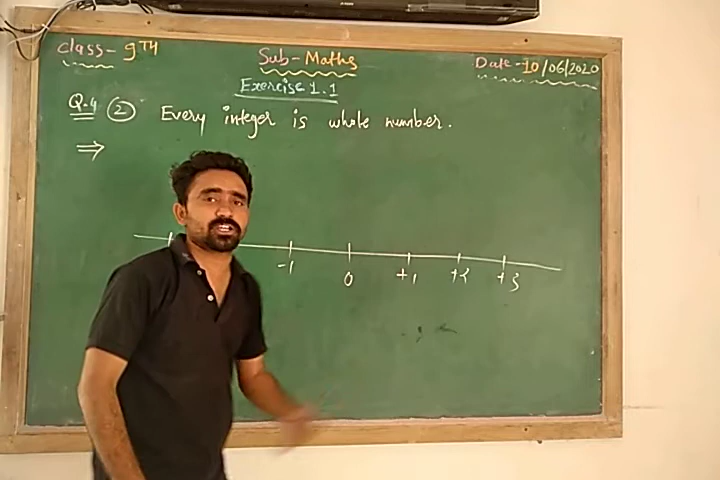 Class - 9TH Sub - Maths Date - 10/06/2020
Exercise 1.1
Q.4 (2) Every integer is whole number.
⇒
-1 0 +1 +2 +3